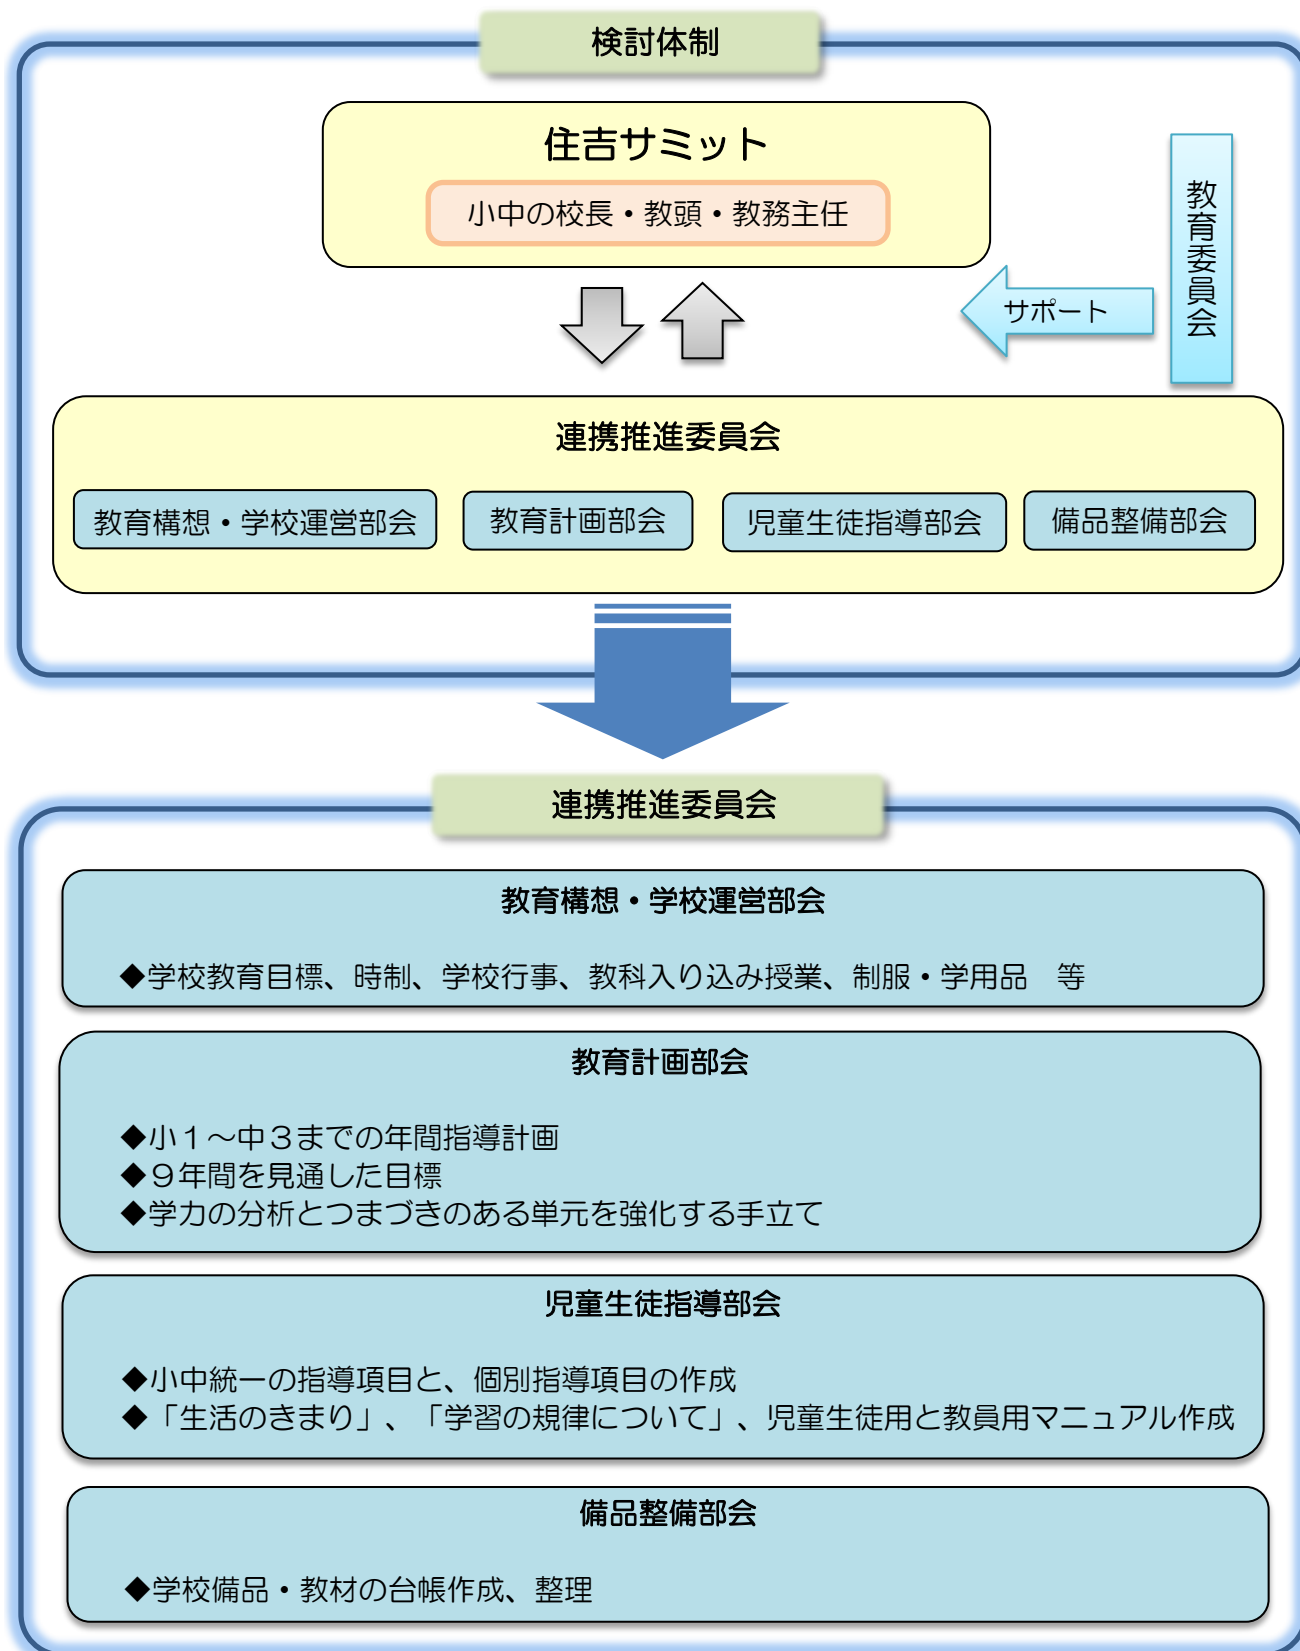 検討体制
住吉サミット
小中の校長・教頭・教務主任
教育委員会
サポート
連携推進委員会
教育構想・学校運営部会
教育計画部会
児童生徒指導部会
備品整備部会
連携推進委員会
教育構想・学校運営部会
◆学校教育目標、時制、学校行事、教科入り込み授業、制服・学用品　等
教育計画部会
◆小１～中３までの年間指導計画
◆９年間を見通した目標
◆学力の分析とつまづきのある単元を強化する手立て
児童生徒指導部会
◆小中統一の指導項目と、個別指導項目の作成
◆「生活のきまり」、「学習の規律について」、児童生徒用と教員用マニュアル作成
備品整備部会
◆学校備品・教材の台帳作成、整理